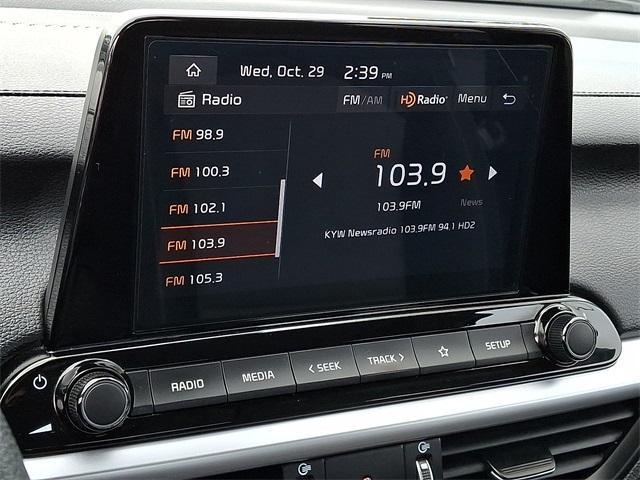 Wed, Oct. 29 2:39 PM
Radio FM/AM HD Radio® Menu
FM 98.9
FM 100.3
FM 102.1
FM 103.9
FM 105.3
FM
103.9
103.9FM News
KYW Newsradio 103.9FM 94.1 HD2
RADIO MEDIA < SEEK TRACK > SETUP